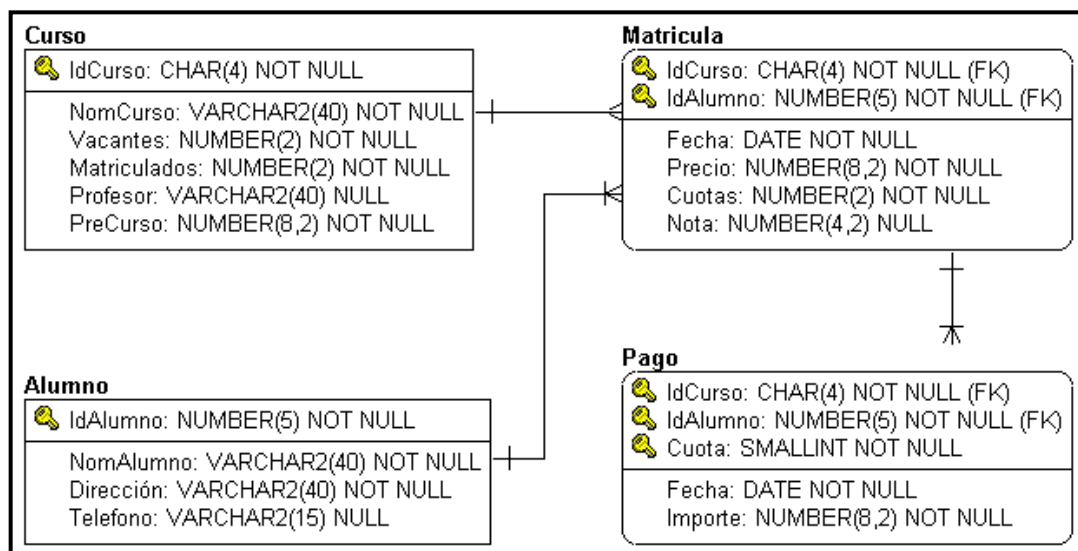 Curso
IdCurso: CHAR(4) NOT NULL
NomCurso: VARCHAR2(40) NOT NULL
Vacantes: NUMBER(2) NOT NULL
Matriculados: NUMBER(2) NOT NULL
Profesor: VARCHAR2(40) NULL
PreCurso: NUMBER(8,2) NOT NULL
Matricula
IdCurso: CHAR(4) NOT NULL (FK)
IdAlumno: NUMBER(5) NOT NULL (FK)
Fecha: DATE NOT NULL
Precio: NUMBER(8,2) NOT NULL
Cuotas: NUMBER(2) NOT NULL
Nota: NUMBER(4,2) NULL
Alumno
IdAlumno: NUMBER(5) NOT NULL
NomAlumno: VARCHAR2(40) NOT NULL
Dirección: VARCHAR2(40) NOT NULL
Telefono: VARCHAR2(15) NULL
Pago
IdCurso: CHAR(4) NOT NULL (FK)
IdAlumno: NUMBER(5) NOT NULL (FK)
Cuota: SMALLINT NOT NULL
Fecha: DATE NOT NULL
Importe: NUMBER(8,2) NOT NULL